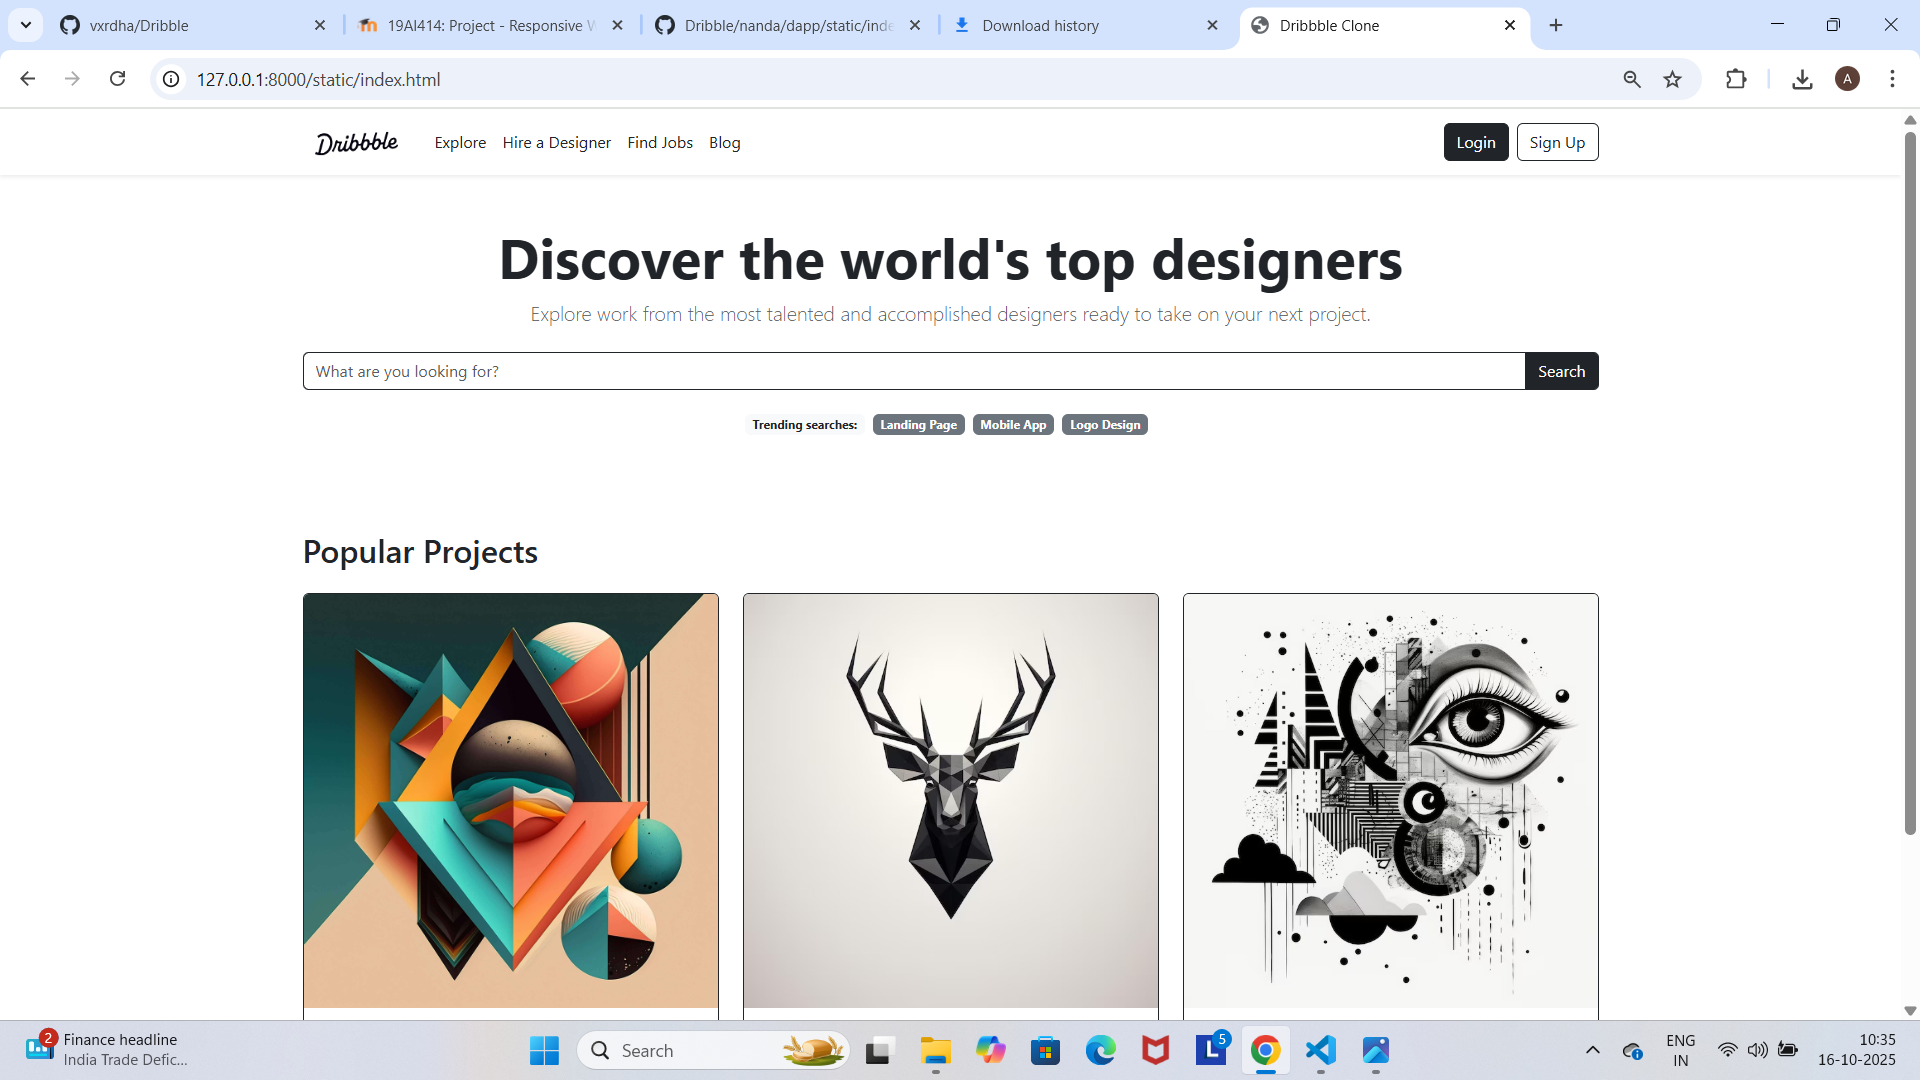 vxrdha/Dribble
19AI414: Project - Responsive W
Dribble/nanda/dapp/static/inde
Download history
Dribbble Clone
127.0.0.1:8000/static/index.html
A
Dribbble
Explore
Hire a Designer
Find Jobs
Blog
Login
Sign Up
Discover the world's top designers
Explore work from the most talented and accomplished designers ready to take on your next project.
What are you looking for?
Search
Trending searches:
Landing Page
Mobile App
Logo Design
Popular Projects
2
Finance headline
India Trade Defic...
Search
L
5
ENG
IN
10:35
16-10-2025